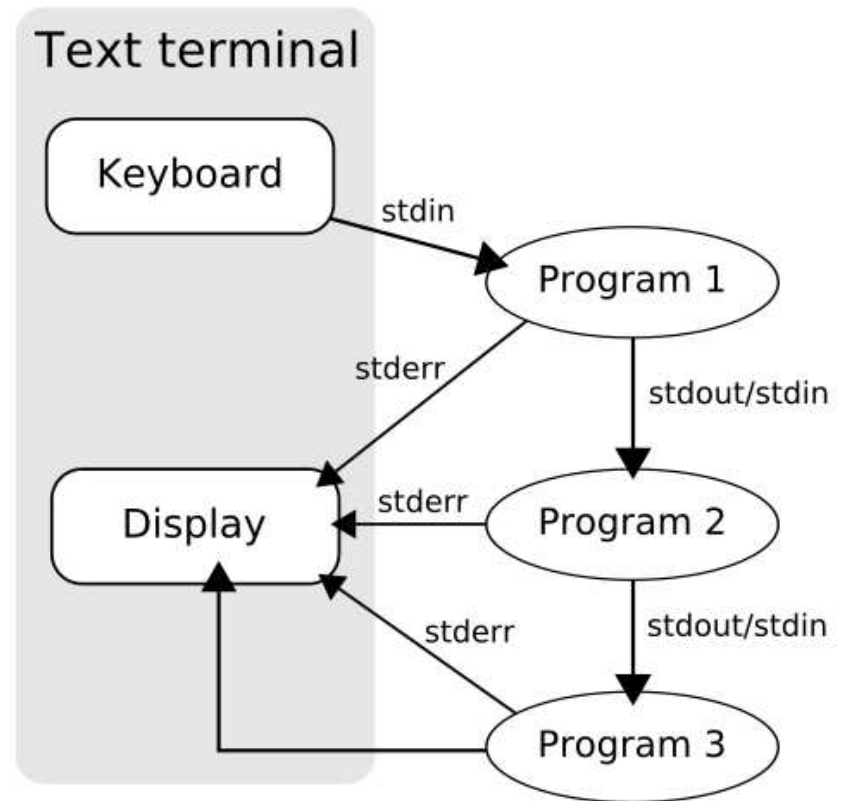 Text terminal
Keyboard
stdin
Program 1
stderr
stdout/stdin
Display
stderr
Program 2
stderr
stdout/stdin
Program 3